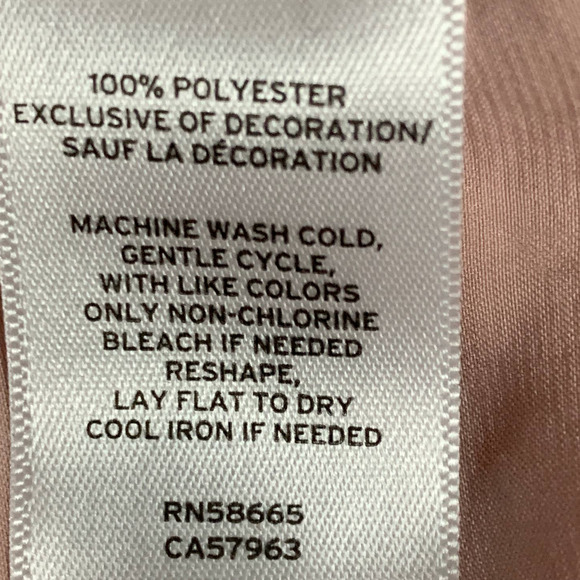 100% POLYESTER
EXCLUSIVE OF DECORATION/
SAUF LA DÉCORATION
MACHINE WASH COLD,
GENTLE CYCLE,
WITH LIKE COLORS
ONLY NON-CHLORINE
BLEACH IF NEEDED
RESHAPE,
LAY FLAT TO DRY
COOL IRON IF NEEDED
RN58665
CA57963